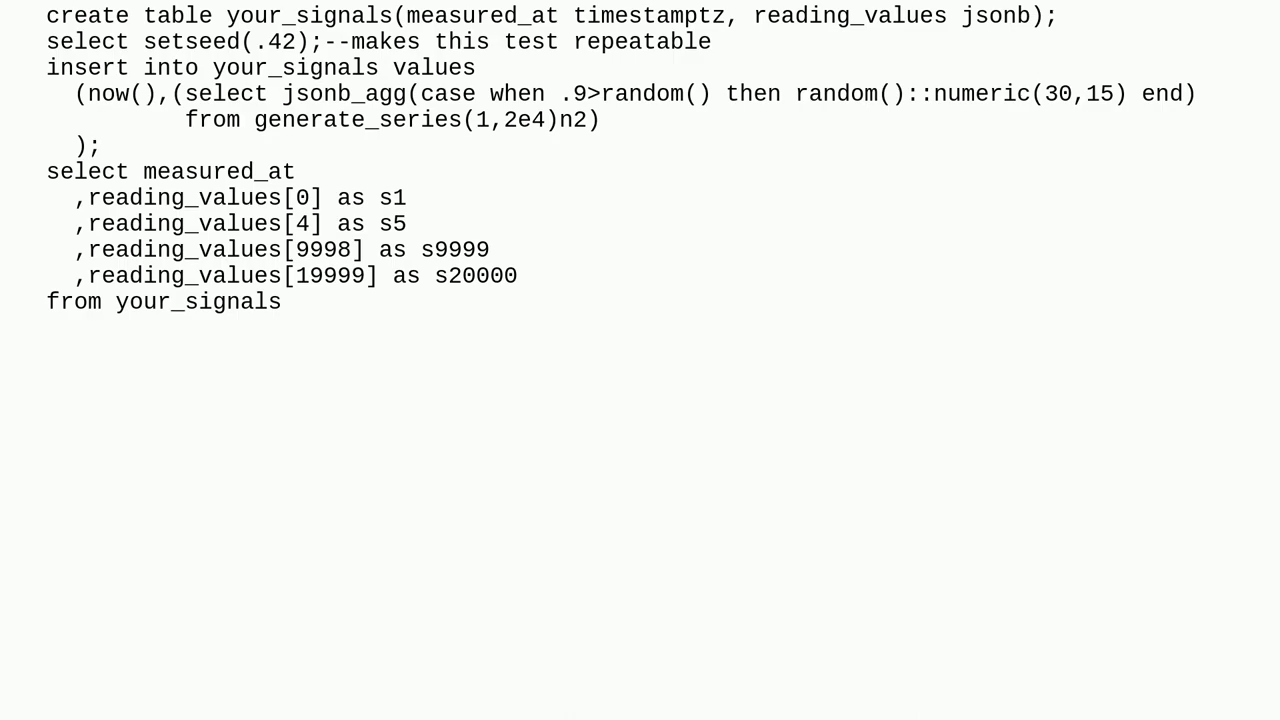 create table your_signals(measured_at timestamptz, reading_values jsonb);
select setseed(.42);--makes this test repeatable
insert into your_signals values
  (now(),(select jsonb_agg(case when .9>random() then random()::numeric(30,15) end)
          from generate_series(1,2e4)n2)
  );
select measured_at
  ,reading_values[0] as s1
  ,reading_values[4] as s5
  ,reading_values[9998] as s9999
  ,reading_values[19999] as s20000
from your_signals